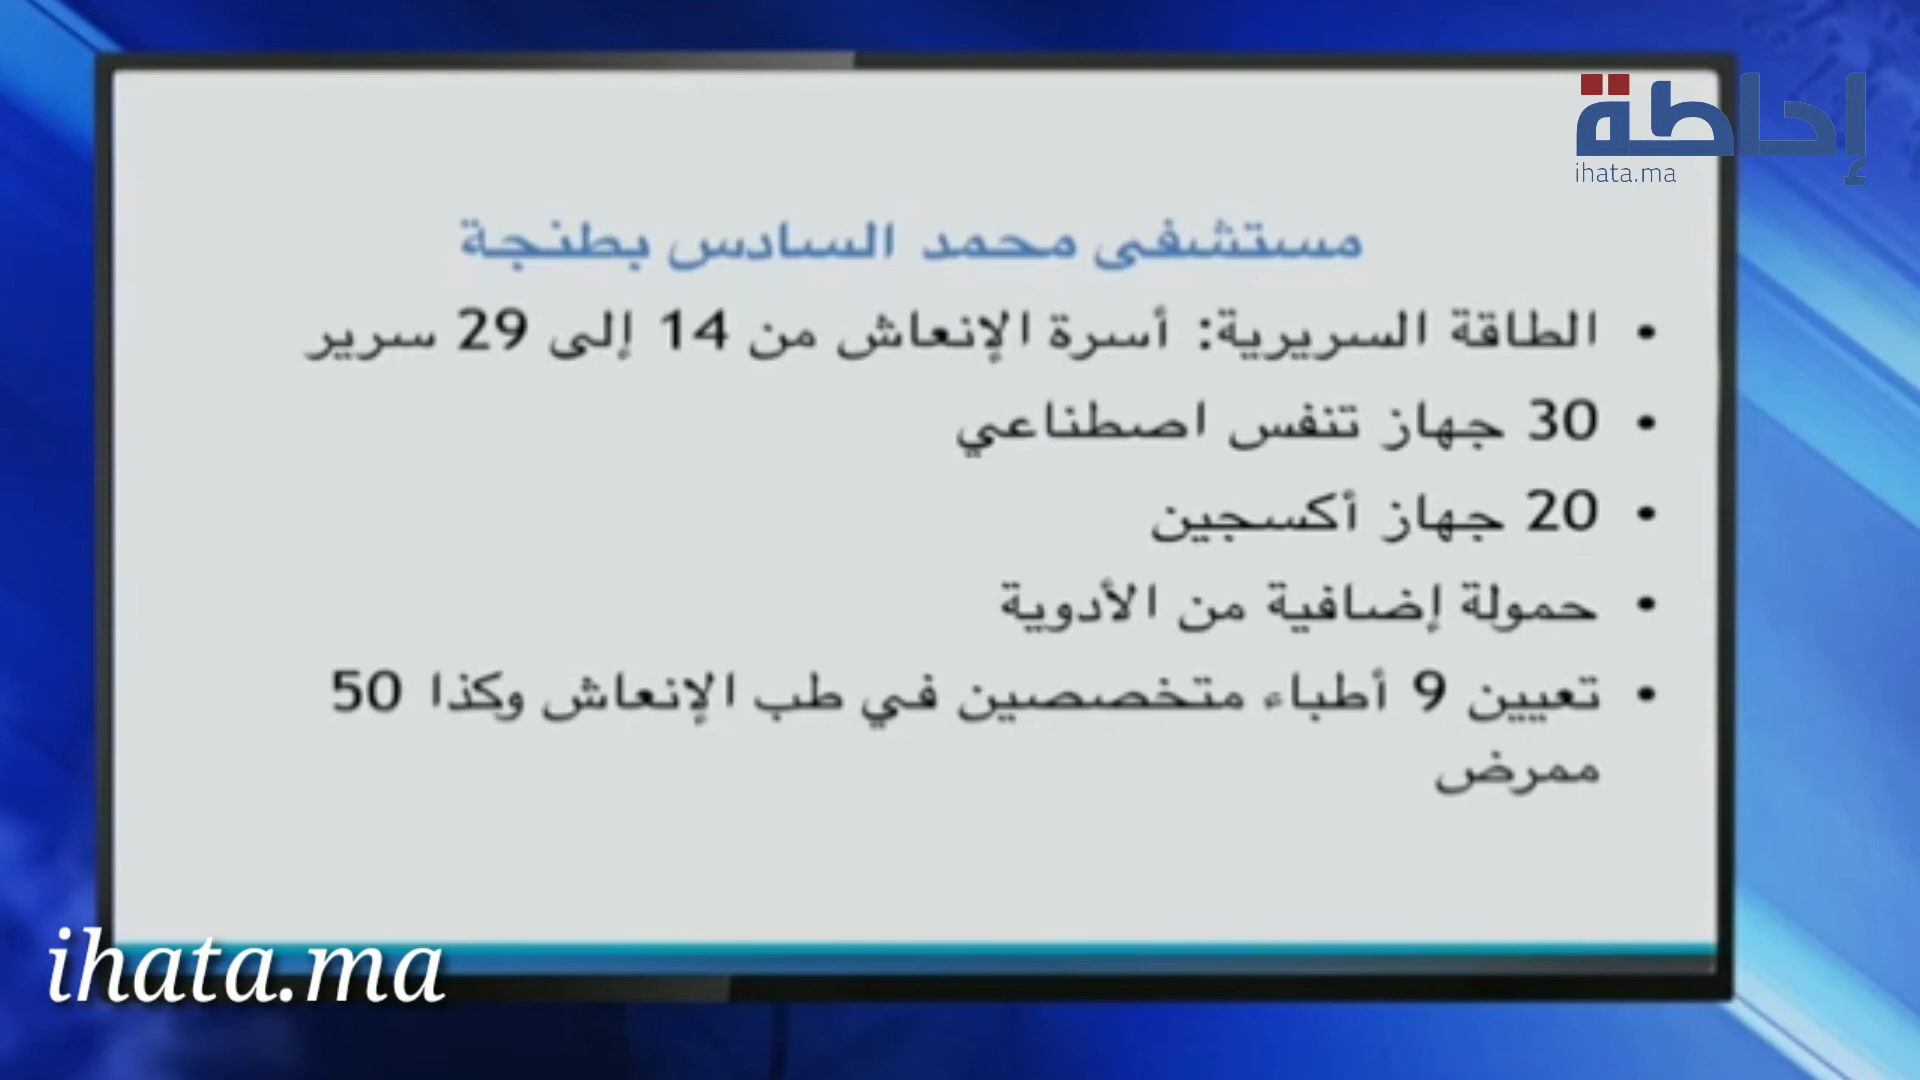 إحاطة
ihata.ma
مستشفى محمد السادس بطنجة
• الطاقة السريرية: أسرة الإنعاش من 14 إلى 29 سرير
• 30 جهاز تنفس اصطناعي
• 20 جهاز أكسجين
• حمولة إضافية من الأدوية
• تعيين 9 أطباء متخصصين في طب الإنعاش وكذا 50
ممرض
ihata.ma